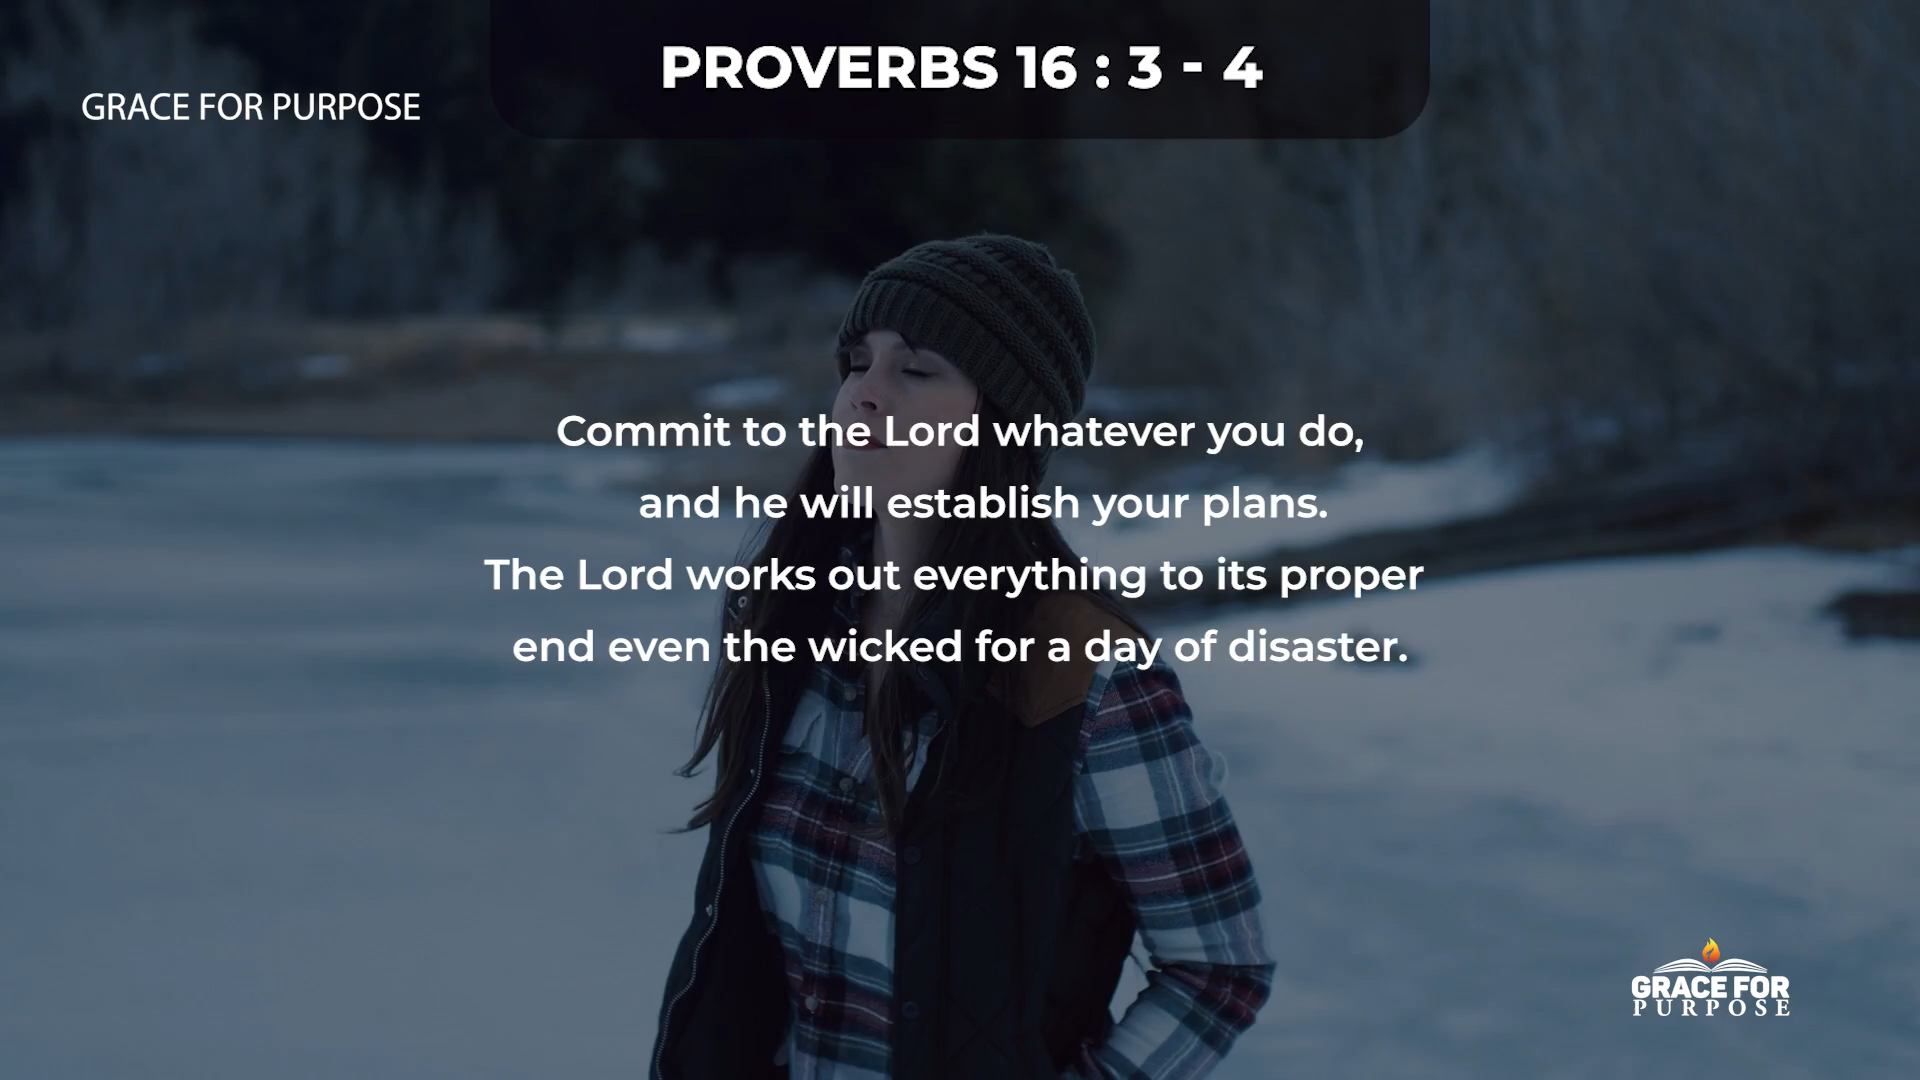 PROVERBS 16 : 3 - 4
GRACE FOR PURPOSE
Commit to the Lord whatever you do,
and he will establish your plans.
The Lord works out everything to its proper
end even the wicked for a day of disaster.
GRACE FOR
PURPOSE